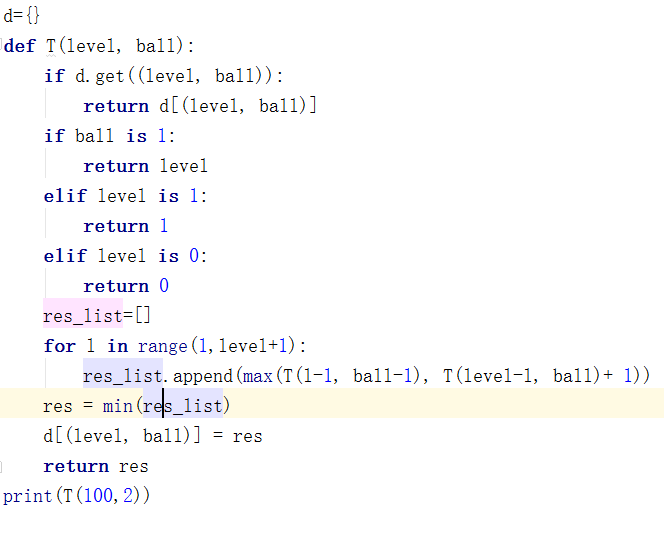 d={}
def T(level, ball):
    if d.get((level, ball)):
        return d[(level, ball)]
    if ball is 1:
        return level
    elif level is 1:
        return 1
    elif level is 0:
        return 0
    res_list=[]
    for l in range(1,level+1):
        res_list.append(max(T(l-1, ball-1), T(level-l, ball)+ 1))
    res = min(res_list)
    d[(level, ball)] = res
    return res
print(T(100,2))